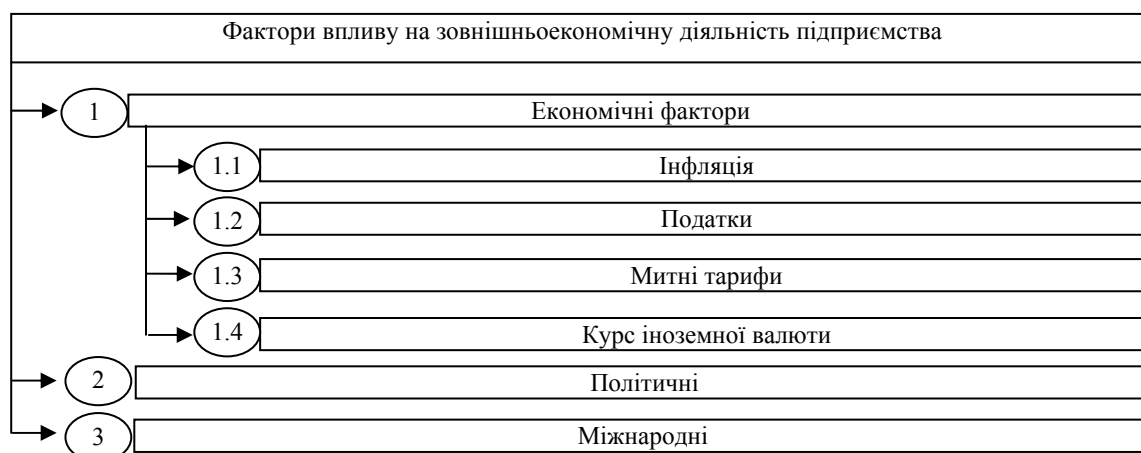 Фактори впливу на зовнішньоекономічну діяльність підприємства
1 Економічні фактори
1.1 Інфляція
1.2 Податки
1.3 Митні тарифи
1.4 Курс іноземної валюти
2 Політичні
3 Міжнародні